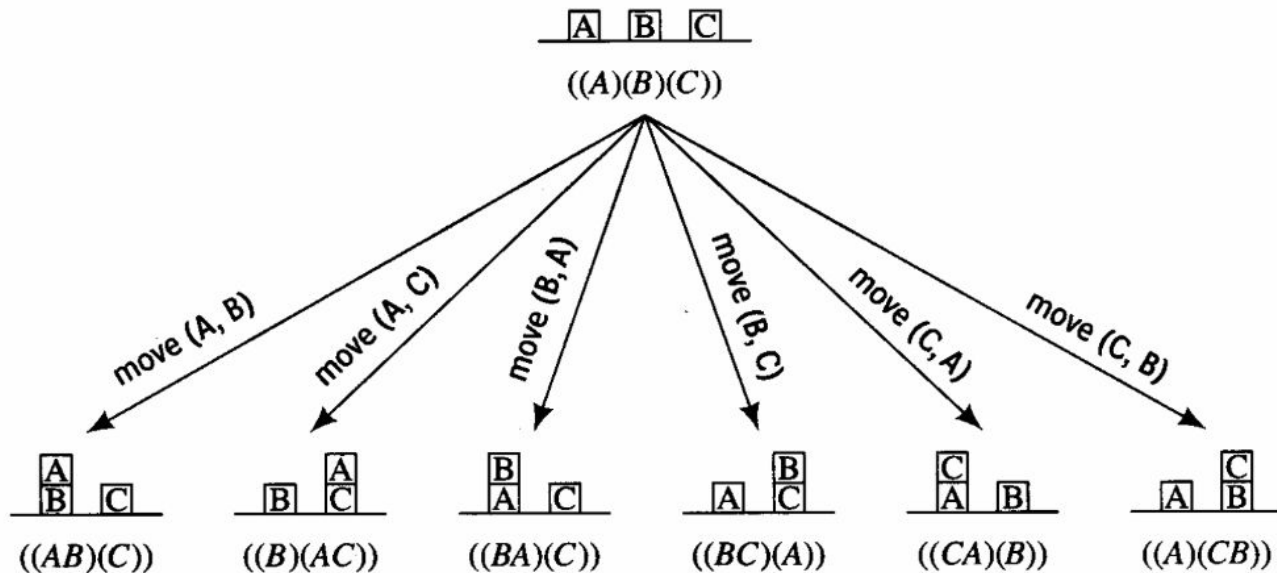 A B C
((A)(B)(C))
move (A, B)
move (A, C)
move (B, A)
move (B, C)
move (C, A)
move (C, B)
A A B B C C
B C B C A C A C A B A B
((AB)(C)) ((B)(AC)) ((BA)(C)) ((BC)(A)) ((CA)(B)) ((A)(CB))